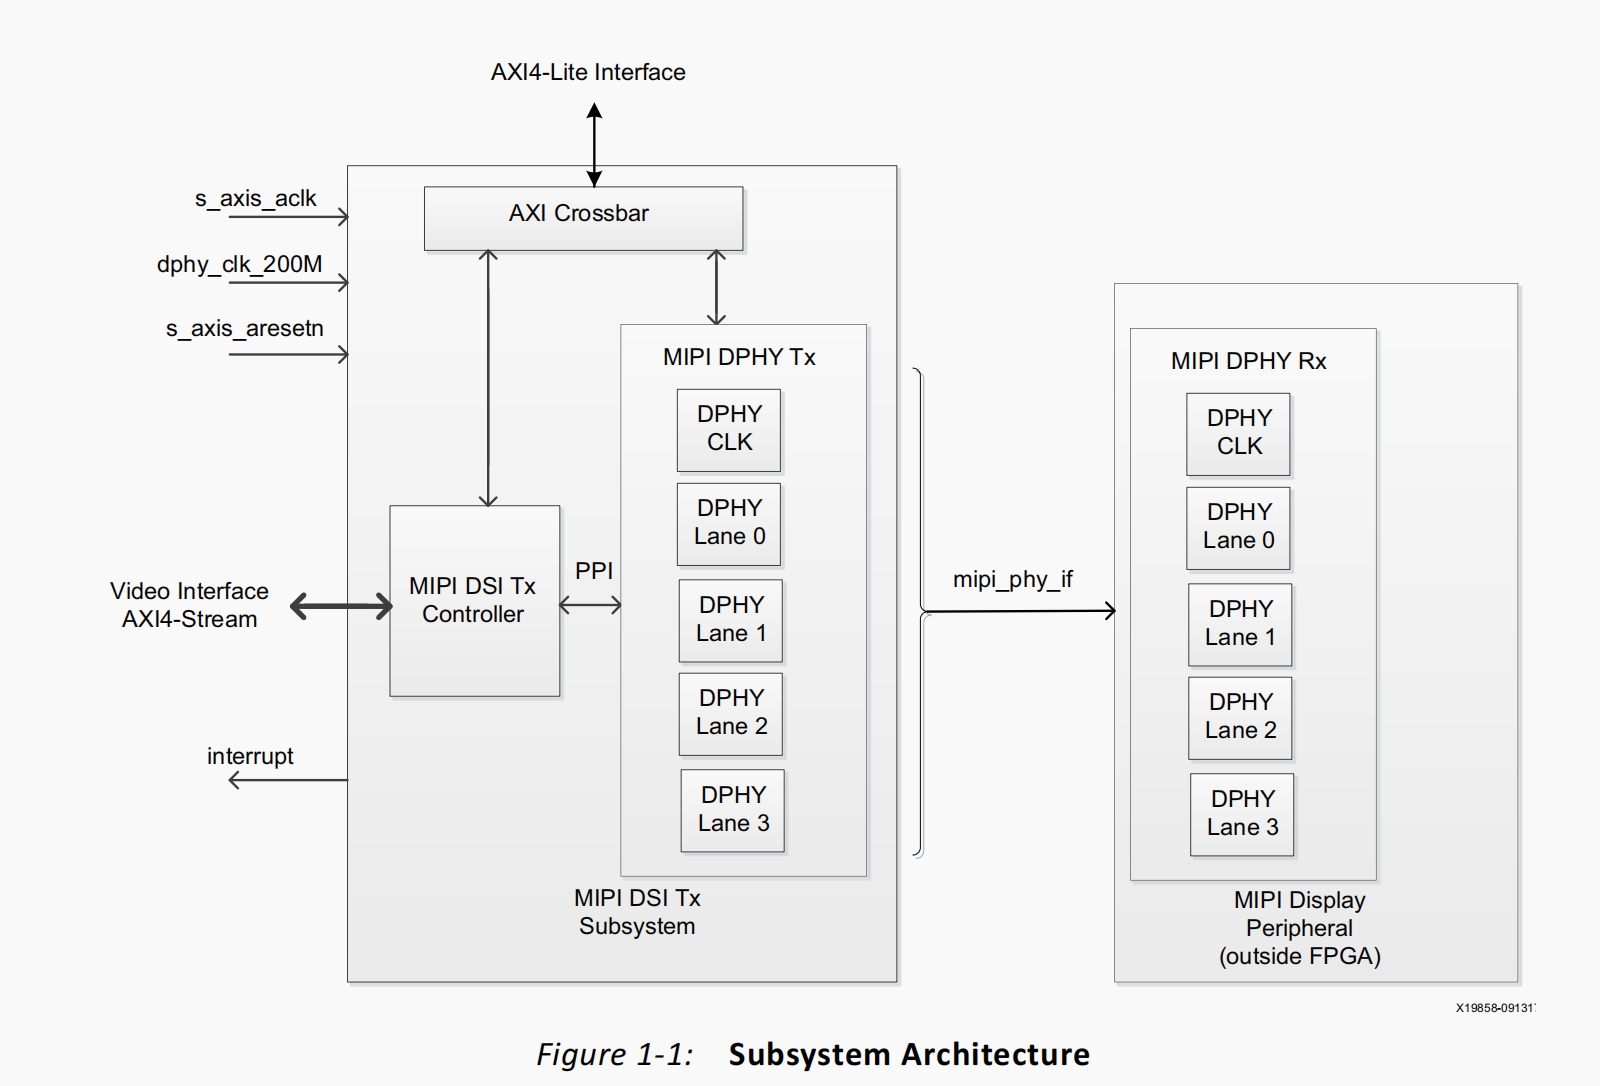 AXI4-Lite Interface
s_axis_aclk
AXI Crossbar
dphy_clk_200M
s_axis_aresetn
MIPI DPHY Tx
DPHY
CLK
DPHY
Lane 0
DPHY
Lane 1
DPHY
Lane 2
DPHY
Lane 3
PPI
MIPI DSI Tx
Controller
Video Interface
AXI4-Stream
interrupt
MIPI DSI Tx
Subsystem
mipi_phy_if
MIPI DPHY Rx
DPHY
CLK
DPHY
Lane 0
DPHY
Lane 1
DPHY
Lane 2
DPHY
Lane 3
MIPI Display
Peripheral
(outside FPGA)
Figure 1-1: Subsystem Architecture